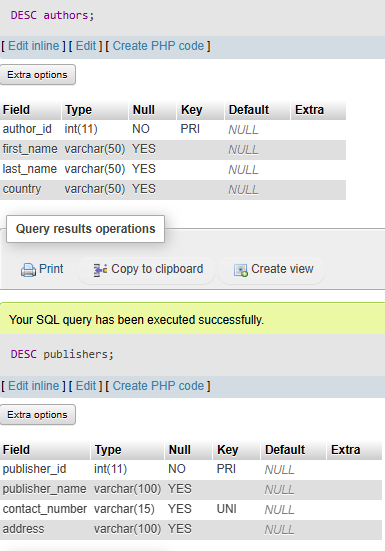 DESC authors;
[ Edit inline ] [ Edit ] [ Create PHP code ]
Extra options
Field Type Null Key Default Extra
author_id int(11) NO PRI NULL
first_name varchar(50) YES NULL
last_name varchar(50) YES NULL
country varchar(50) YES NULL
Query results operations
Print Copy to clipboard Create view
Your SQL query has been executed successfully.
DESC publishers;
[ Edit inline ] [ Edit ] [ Create PHP code ]
Extra options
Field Type Null Key Default Extra
publisher_id int(11) NO PRI NULL
publisher_name varchar(100) YES NULL
contact_number varchar(15) YES UNI NULL
address varchar(100) YES NULL